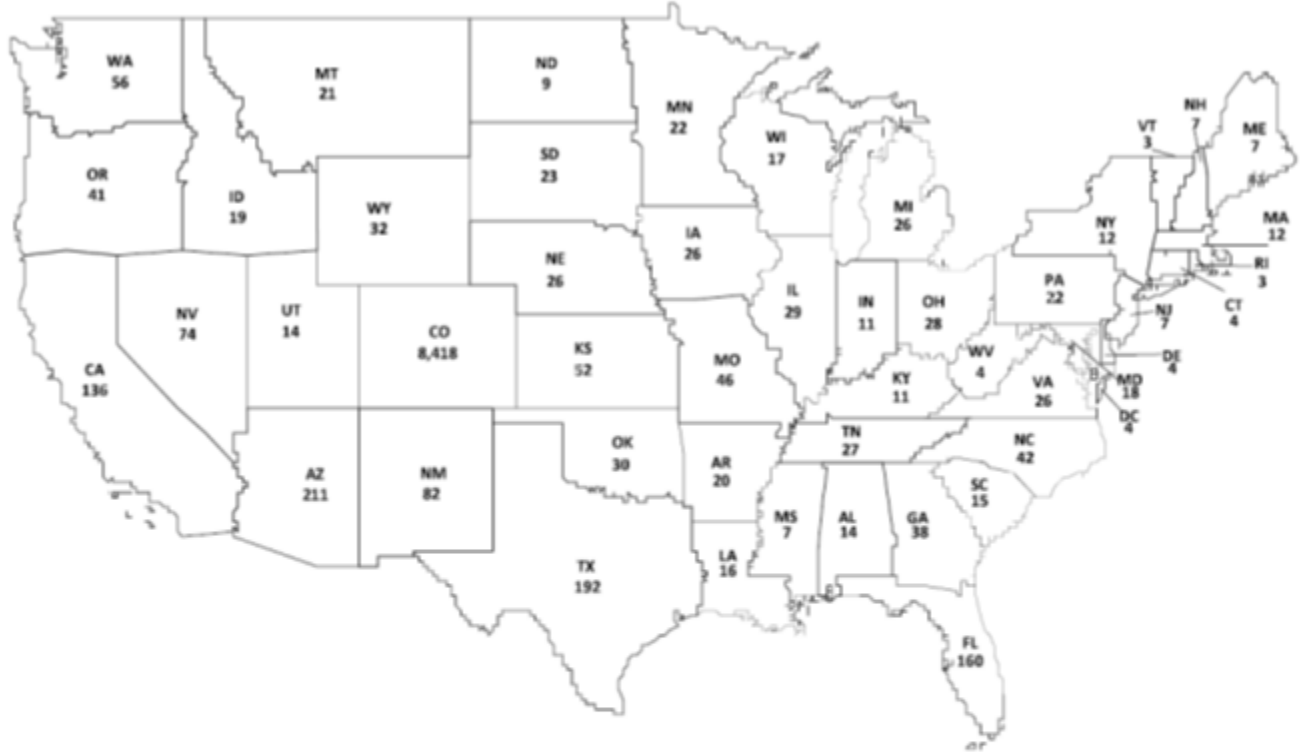 WA
56
MT
21
ND
9
MN
22
OR
41
ID
19
WY
32
SD
23
WI
17
MI
26
VT
3
NH
7
ME
7
NY
12
MA
12
RI
3
CT
4
NJ
7
PA
22
DE
4
MD
18
DC
4
CA
136
NV
74
UT
14
CO
8,418
NE
26
IA
26
IL
29
IN
11
OH
28
WV
4
VA
26
KS
52
MO
46
KY
11
AZ
211
NM
82
OK
30
AR
20
TN
27
NC
42
SC
15
TX
192
LA
16
MS
7
AL
14
GA
38
FL
160